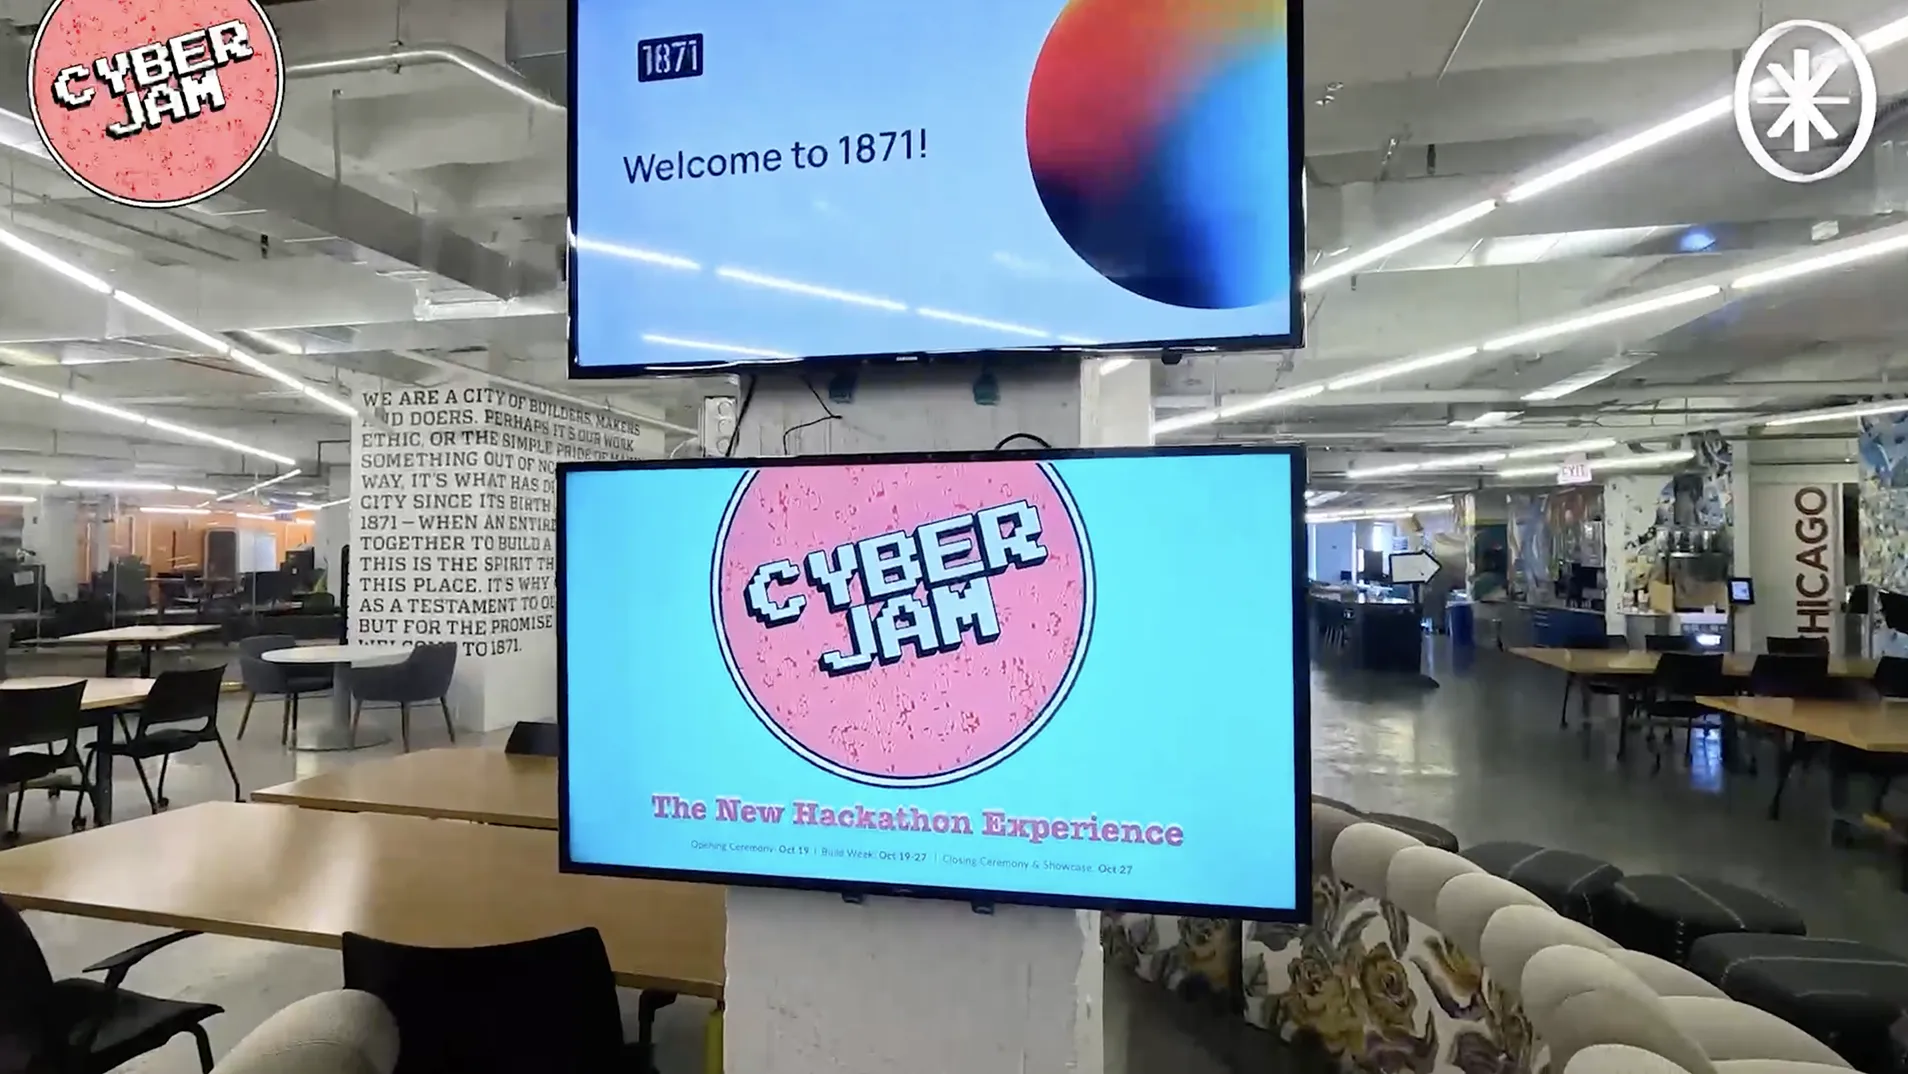 CYBER
JAM
1871
Welcome to 1871!
WE ARE A CITY OF BUILDERS, MAKERS
AND DOERS. PERHAPS IT'S OUR WORK
ETHIC, OR THE SIMPLE PRIDE OF
SOMETHING OUT OF
WAY, IT'S WHAT HAS
CITY SINCE ITS BIRTH
1871 — WHEN AN ENTIRE
TOGETHER TO BUILD A
THIS IS THE SPIRIT
THIS PLACE. IT'S WHY
AS A TESTAMENT TO
BUT FOR THE PROMISE
WELCOME TO 1871.
CYBER
JAM
The New Hackathon Experience
Opening Ceremony: Oct 19 | Build Week: Oct 19-27 | Closing Ceremony & Showcase: Oct 27
EXIT
CHICAGO